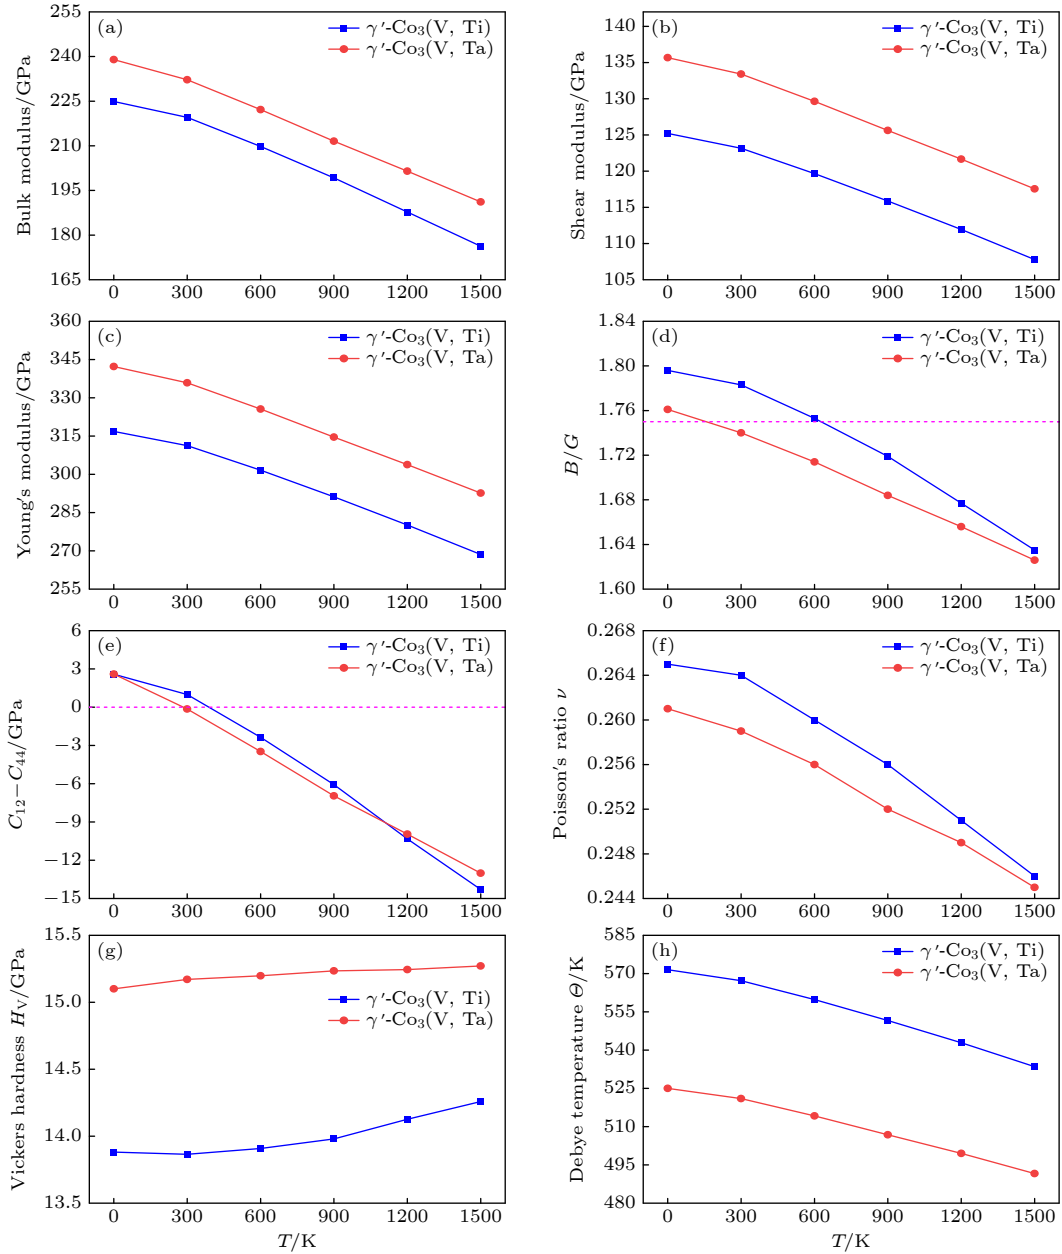 (a)
γ′-Co₃(V, Ti)
γ′-Co₃(V, Ta)
Bulk modulus/GPa
255
240
225
210
195
180
165
0 300 600 900 1200 1500
(b)
γ′-Co₃(V, Ti)
γ′-Co₃(V, Ta)
Shear modulus/GPa
140
135
130
125
120
115
110
105
0 300 600 900 1200 1500
(c)
γ′-Co₃(V, Ti)
γ′-Co₃(V, Ta)
Young's modulus/GPa
360
345
330
315
300
285
270
255
0 300 600 900 1200 1500
(d)
γ′-Co₃(V, Ti)
γ′-Co₃(V, Ta)
B/G
1.84
1.80
1.76
1.72
1.68
1.64
1.60
0 300 600 900 1200 1500
(e)
γ′-Co₃(V, Ti)
γ′-Co₃(V, Ta)
C₁₂−C₄₄/GPa
6
3
0
−3
−6
−9
−12
−15
0 300 600 900 1200 1500
(f)
γ′-Co₃(V, Ti)
γ′-Co₃(V, Ta)
Poisson's ratio ν
0.268
0.264
0.260
0.256
0.252
0.248
0.244
0 300 600 900 1200 1500
(g)
γ′-Co₃(V, Ti)
γ′-Co₃(V, Ta)
Vickers hardness H_V/GPa
15.5
15.0
14.5
14.0
13.5
0 300 600 900 1200 1500
T/K
(h)
γ′-Co₃(V, Ti)
γ′-Co₃(V, Ta)
Debye temperature Θ/K
585
570
555
540
525
510
495
480
0 300 600 900 1200 1500
T/K